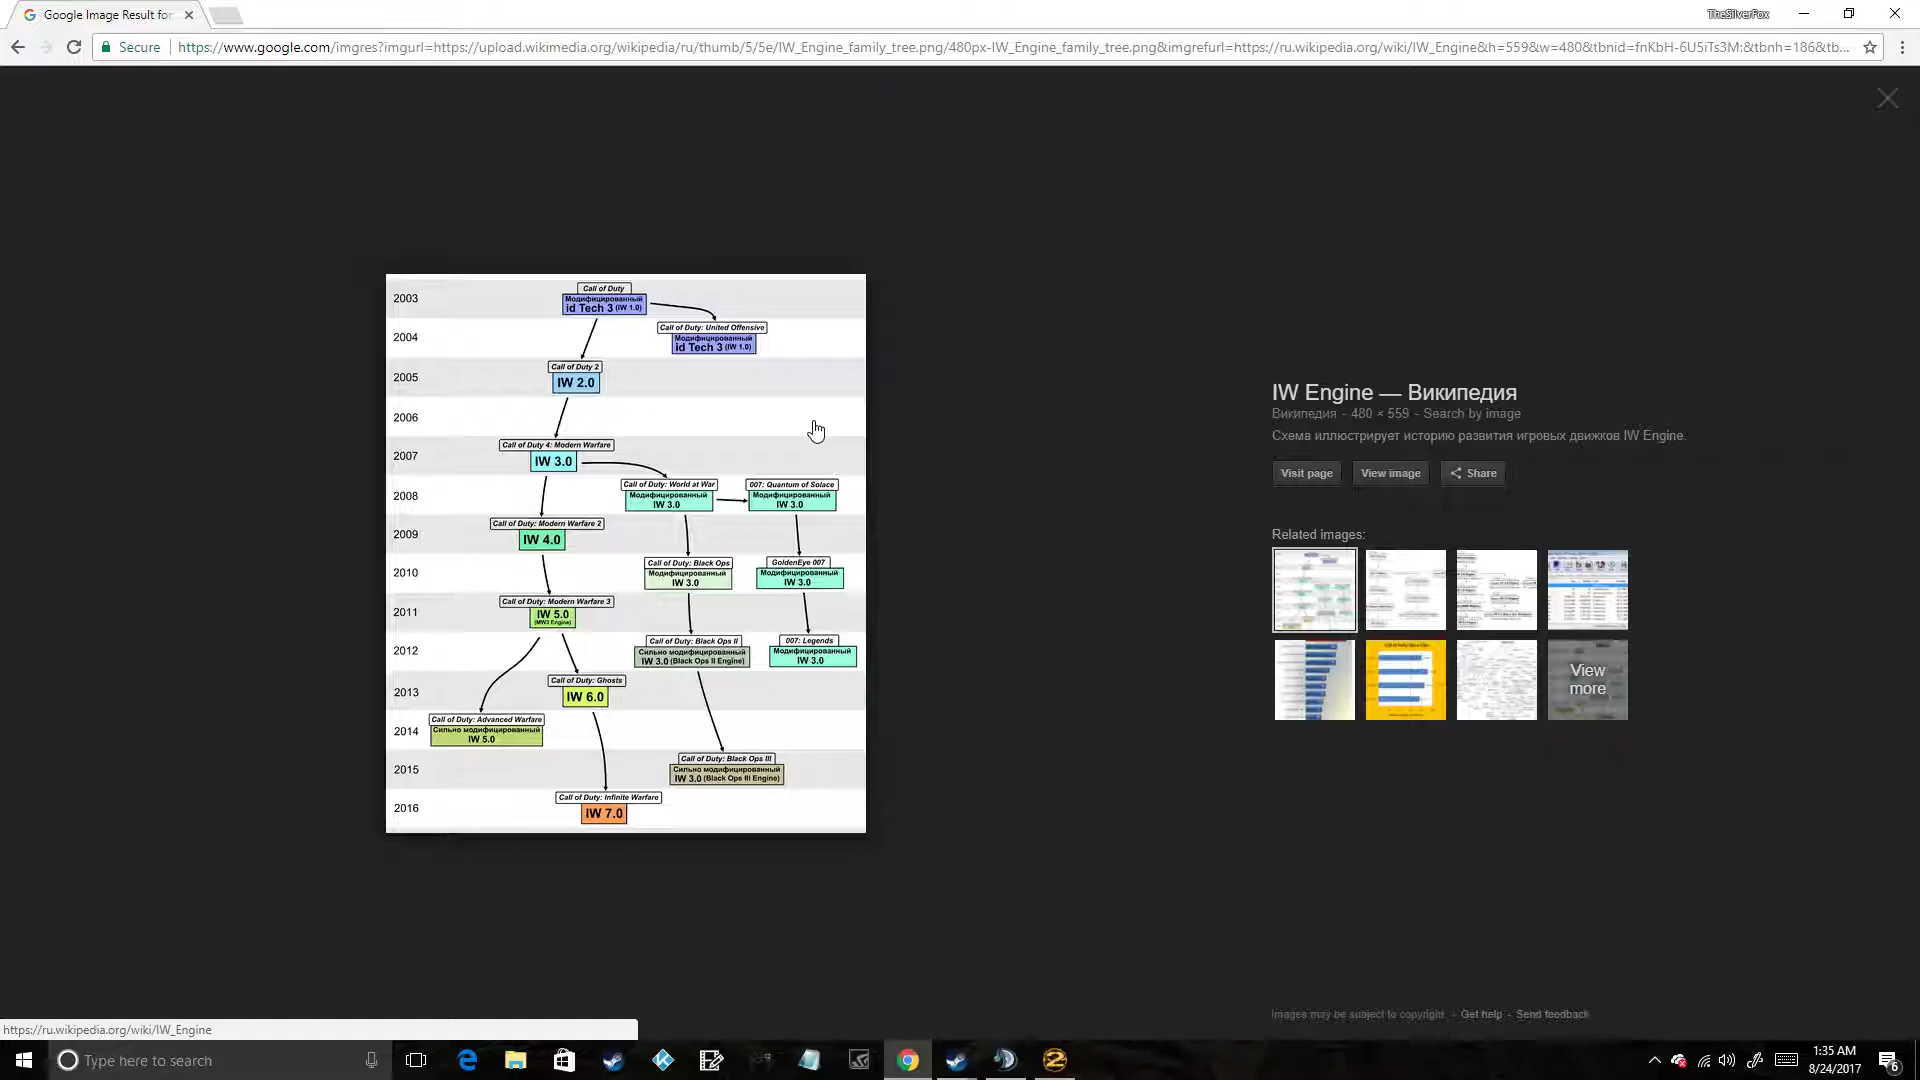 Google Image Result for
TheSilverFox
Secure
https://www.google.com/imgres?imgurl=https://upload.wikimedia.org/wikipedia/ru/thumb/5/5e/IW_Engine_family_tree.png/480px-IW_Engine_family_tree.png&imgrefurl=https://ru.wikipedia.org/wiki/IW_Engine&h=559&w=480&tbnid=fnKbH-6U5iTs3M:&tbnh=186&tb...
2003
Call of Duty
Модифицированный
id Tech 3 (IW 1.0)
2004
Call of Duty: United Offensive
Модифицированный
id Tech 3 (IW 1.0)
2005
Call of Duty 2
IW 2.0
2006
2007
Call of Duty 4: Modern Warfare
IW 3.0
2008
Call of Duty: World at War
Модифицированный
IW 3.0
007: Quantum of Solace
Модифицированный
IW 3.0
2009
Call of Duty: Modern Warfare 2
IW 4.0
2010
Call of Duty: Black Ops
Модифицированный
IW 3.0
GoldenEye 007
Модифицированный
IW 3.0
2011
Call of Duty: Modern Warfare 3
IW 5.0
(MW3 Engine)
2012
Call of Duty: Black Ops II
Сильно модифицированный
IW 3.0 (Black Ops II Engine)
007: Legends
Модифицированный
IW 3.0
2013
Call of Duty: Ghosts
IW 6.0
2014
Call of Duty: Advanced Warfare
Сильно модифицированный
IW 5.0
2015
Call of Duty: Black Ops III
Сильно модифицированный
IW 3.0 (Black Ops III Engine)
2016
Call of Duty: Infinite Warfare
IW 7.0
IW Engine — Википедия
Википедия - 480 × 559 - Search by image
Схема иллюстрирует историю развития игровых движков IW Engine.
Visit page
View image
Share
Related images:
View
more
Images may be subject to copyright. - Get help - Send feedback
https://ru.wikipedia.org/wiki/IW_Engine
Type here to search
1:35 AM
8/24/2017
6